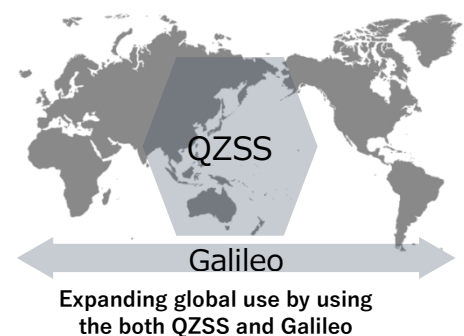 QZSS
Galileo
Expanding global use by using
the both QZSS and Galileo